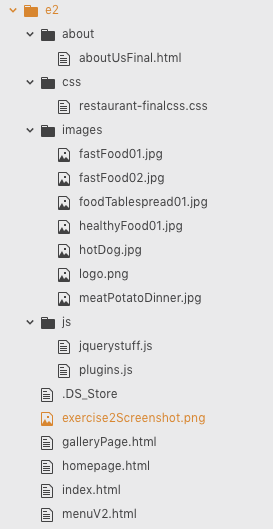 e2
about
aboutUsFinal.html
css
restaurant-finalcss.css
images
fastFood01.jpg
fastFood02.jpg
foodTablespread01.jpg
healthyFood01.jpg
hotDog.jpg
logo.png
meatPotatoDinner.jpg
js
jquerystuff.js
plugins.js
.DS_Store
exercise2Screenshot.png
galleryPage.html
homepage.html
index.html
menuV2.html